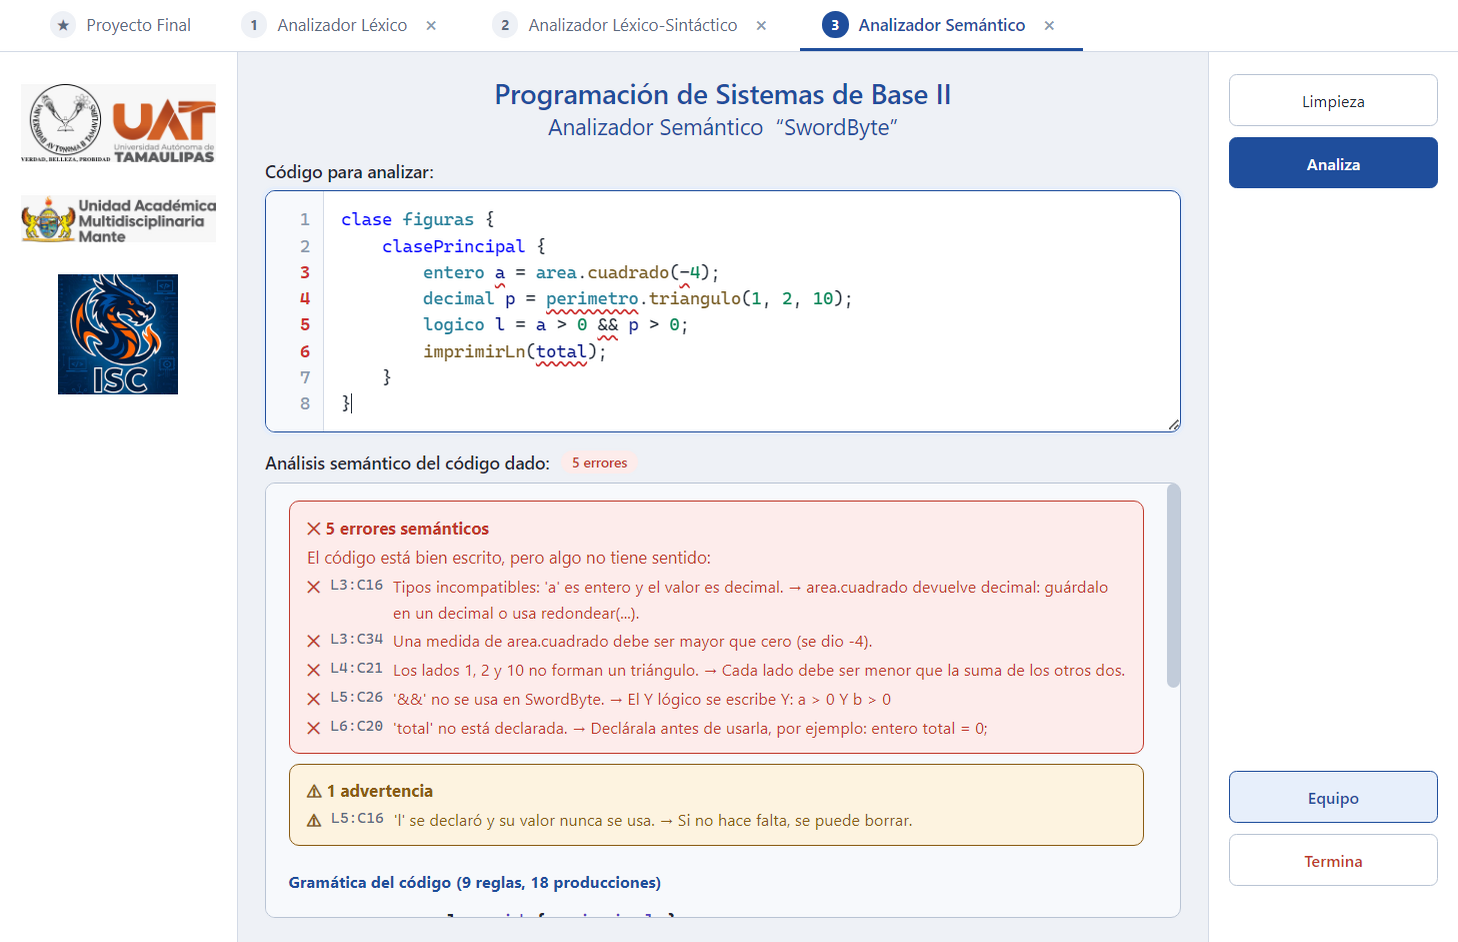 ★ Proyecto Final
1 Analizador Léxico ×
2 Analizador Léxico-Sintáctico ×
3 Analizador Semántico ×
UNIVERSIDAD AVTONOMA DE TAMAVLIPAS
VERDAD, BELLEZA, PROBIDAD
UAT
Universidad Autónoma de
TAMAULIPAS
Unidad Académica
Multidisciplinaria
Mante
ISC
Programación de Sistemas de Base II
Analizador Semántico “SwordByte”
Código para analizar:
1 clase figuras {
2 clasePrincipal {
3 entero a = area.cuadrado(-4);
4 decimal p = perimetro.triangulo(1, 2, 10);
5 logico l = a > 0 && p > 0;
6 imprimirLn(total);
7 }
8 }
Análisis semántico del código dado: 5 errores
✕ 5 errores semánticos
El código está bien escrito, pero algo no tiene sentido:
✕ L3:C16 Tipos incompatibles: 'a' es entero y el valor es decimal. → area.cuadrado devuelve decimal: guárdalo
en un decimal o usa redondear(...).
✕ L3:C34 Una medida de area.cuadrado debe ser mayor que cero (se dio -4).
✕ L4:C21 Los lados 1, 2 y 10 no forman un triángulo. → Cada lado debe ser menor que la suma de los otros dos.
✕ L5:C26 '&&' no se usa en SwordByte. → El Y lógico se escribe Y: a > 0 Y b > 0
✕ L6:C20 'total' no está declarada. → Declárala antes de usarla, por ejemplo: entero total = 0;
⚠ 1 advertencia
⚠ L5:C16 'l' se declaró y su valor nunca se usa. → Si no hace falta, se puede borrar.
Gramática del código (9 reglas, 18 producciones)
Limpieza
Analiza
Equipo
Termina